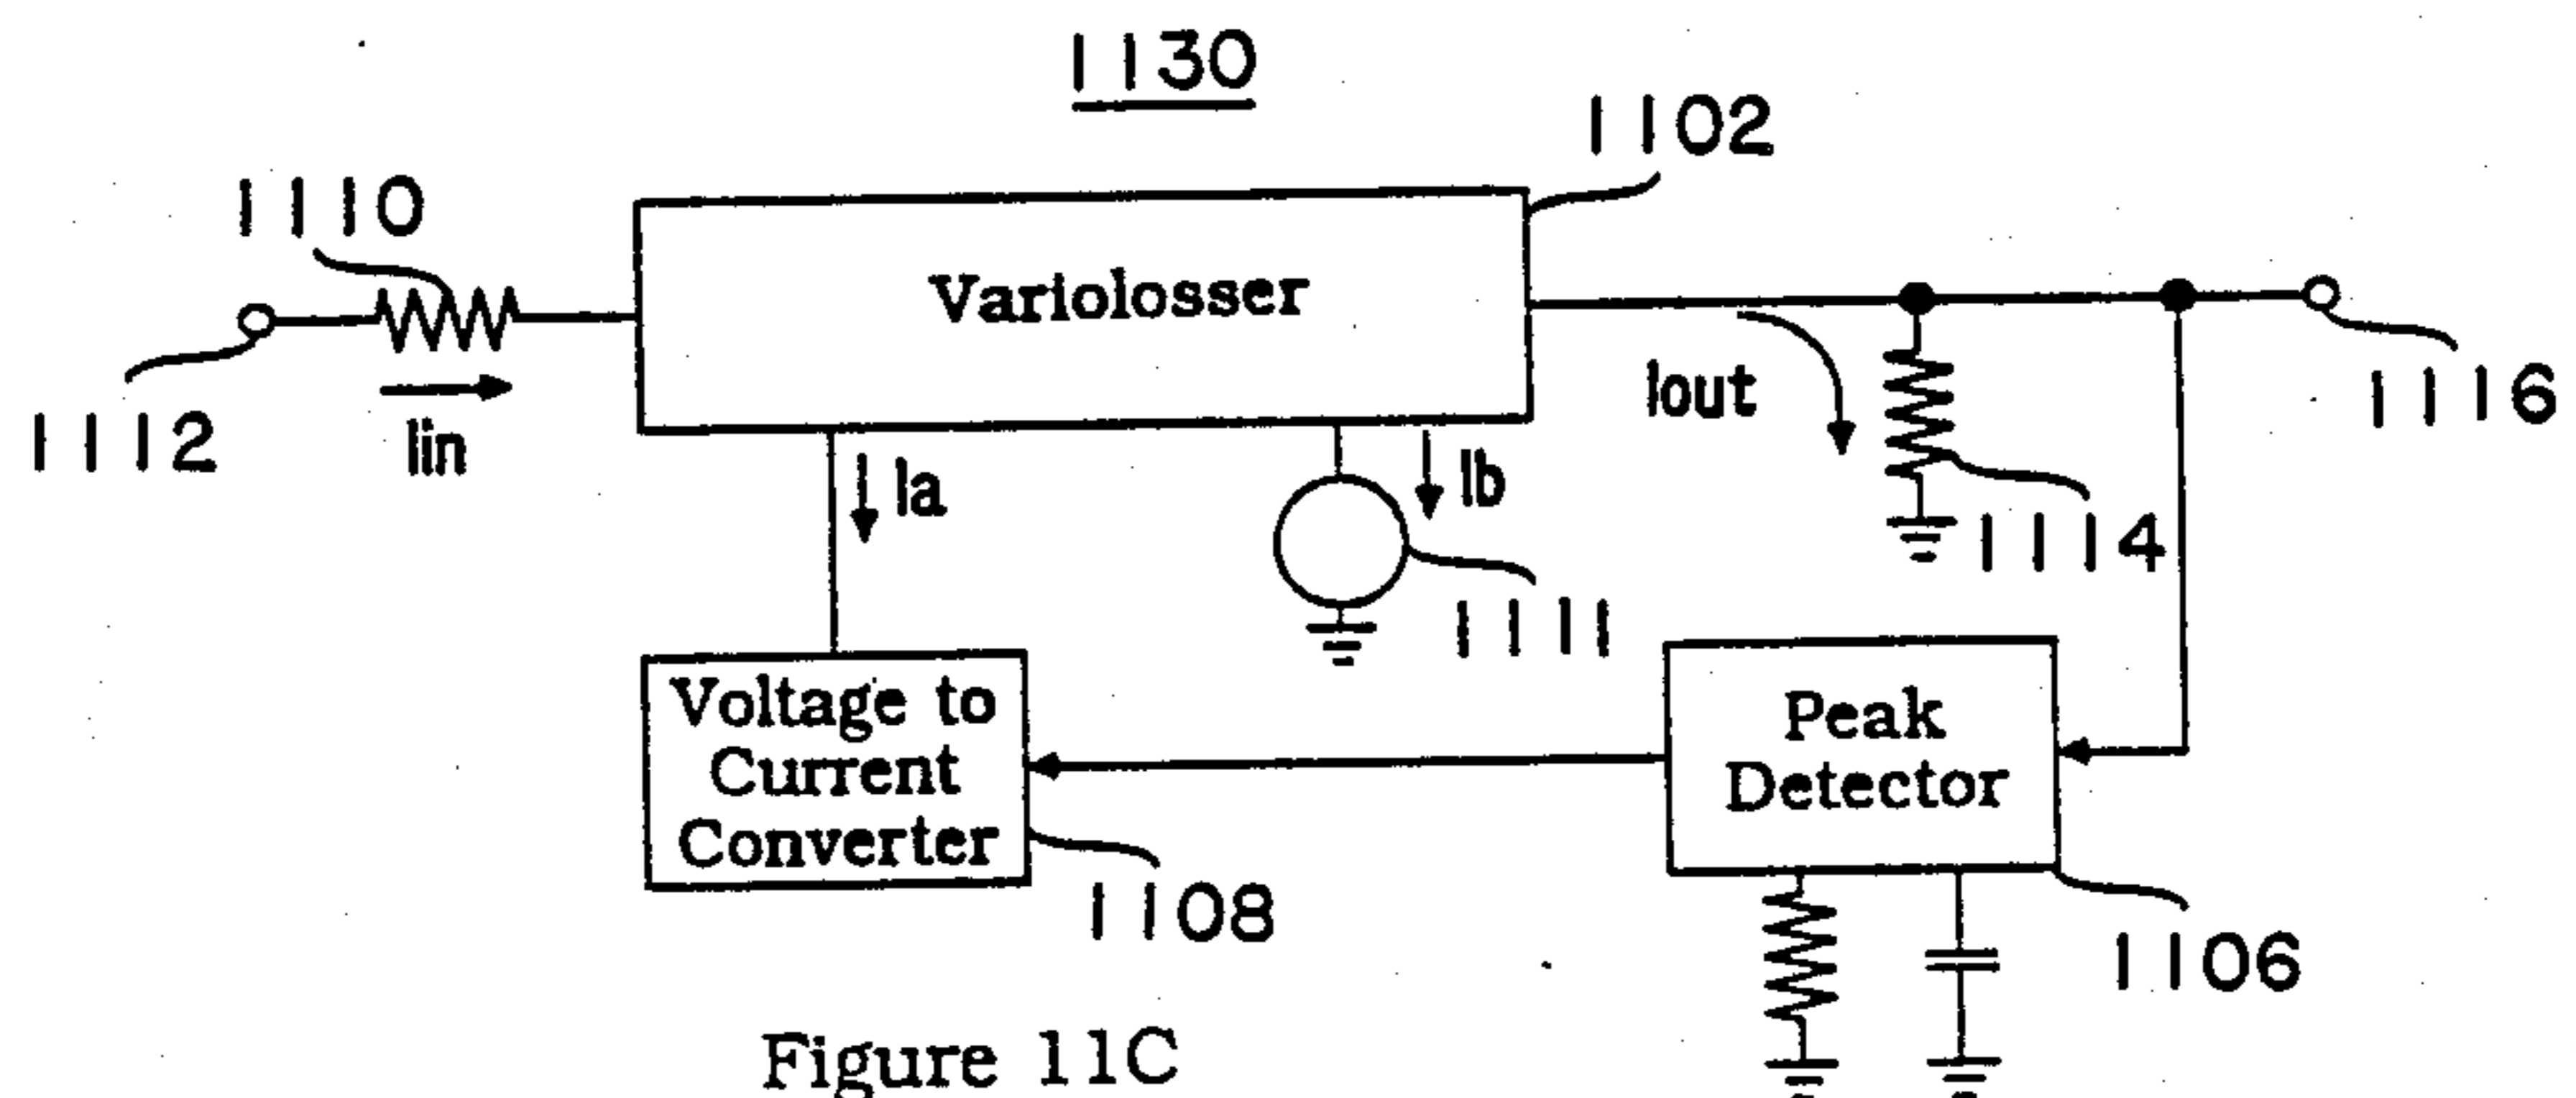 1130
1102
1110
Variolosser
1112
Iin
Iout
1116
Ia
Ib
1114
1111
Voltage to
Current
Converter
Peak
Detector
1108
1106
Figure 11C